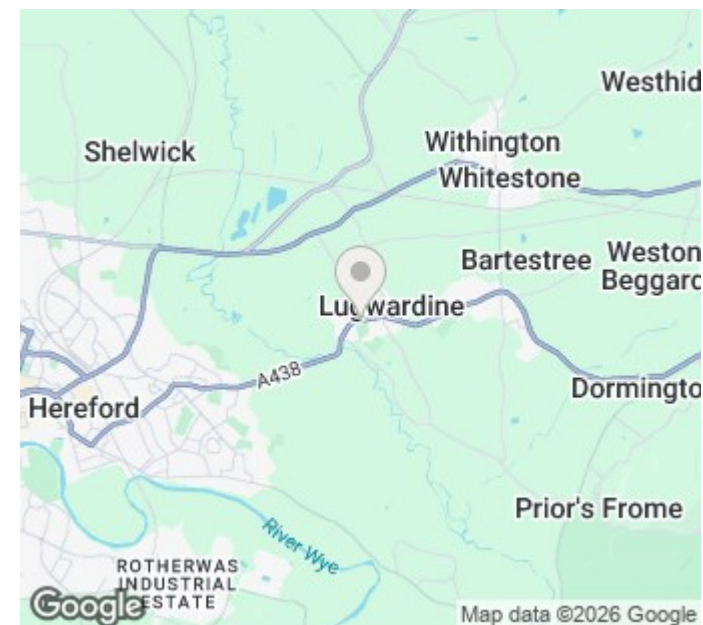 Westhid
Shelwick
Withington
Whitestone
Bartestree
Weston
Beggard
Lugwardine
A438
Hereford
Dormingto
Prior's Frome
River Wye
ROTHERWAS
INDUSTRIAL
ESTATE
Google
Map data ©2026 Google